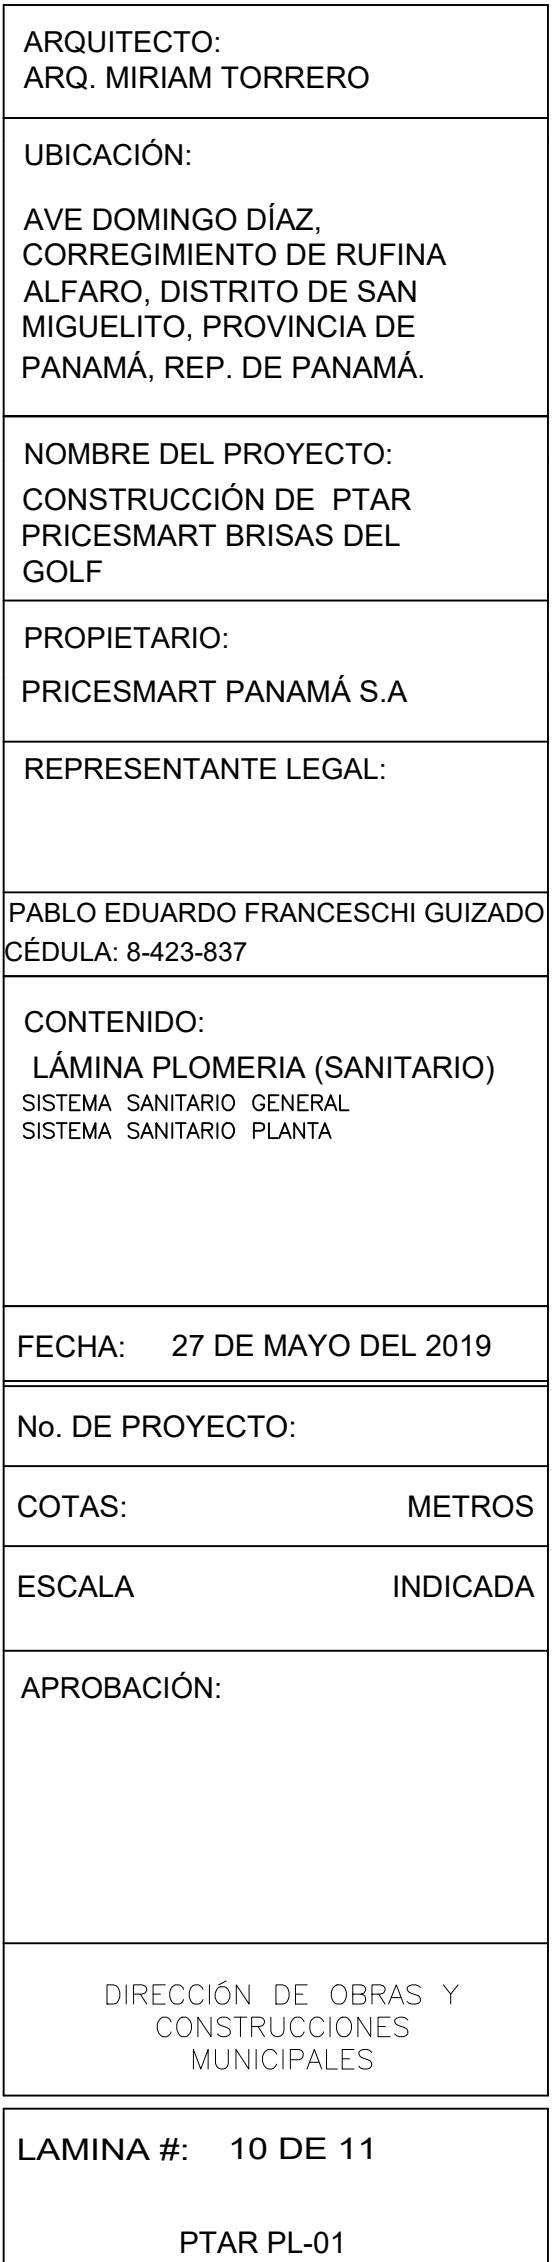 ARQUITECTO:
ARQ. MIRIAM TORRERO
UBICACIÓN:
AVE DOMINGO DÍAZ,
CORREGIMIENTO DE RUFINA
ALFARO, DISTRITO DE SAN
MIGUELITO, PROVINCIA DE
PANAMÁ, REP. DE PANAMÁ.
NOMBRE DEL PROYECTO:
CONSTRUCCIÓN DE PTAR
PRICESMART BRISAS DEL
GOLF
PROPIETARIO:
PRICESMART PANAMÁ S.A
REPRESENTANTE LEGAL:
PABLO EDUARDO FRANCESCHI GUIZADO
CÉDULA: 8-423-837
CONTENIDO:
LÁMINA PLOMERIA (SANITARIO)
SISTEMA SANITARIO GENERAL
SISTEMA SANITARIO PLANTA
FECHA: 27 DE MAYO DEL 2019
No. DE PROYECTO:
COTAS: METROS
ESCALA INDICADA
APROBACIÓN:
DIRECCIÓN DE OBRAS Y
CONSTRUCCIONES
MUNICIPALES
LAMINA #: 10 DE 11
PTAR PL-01